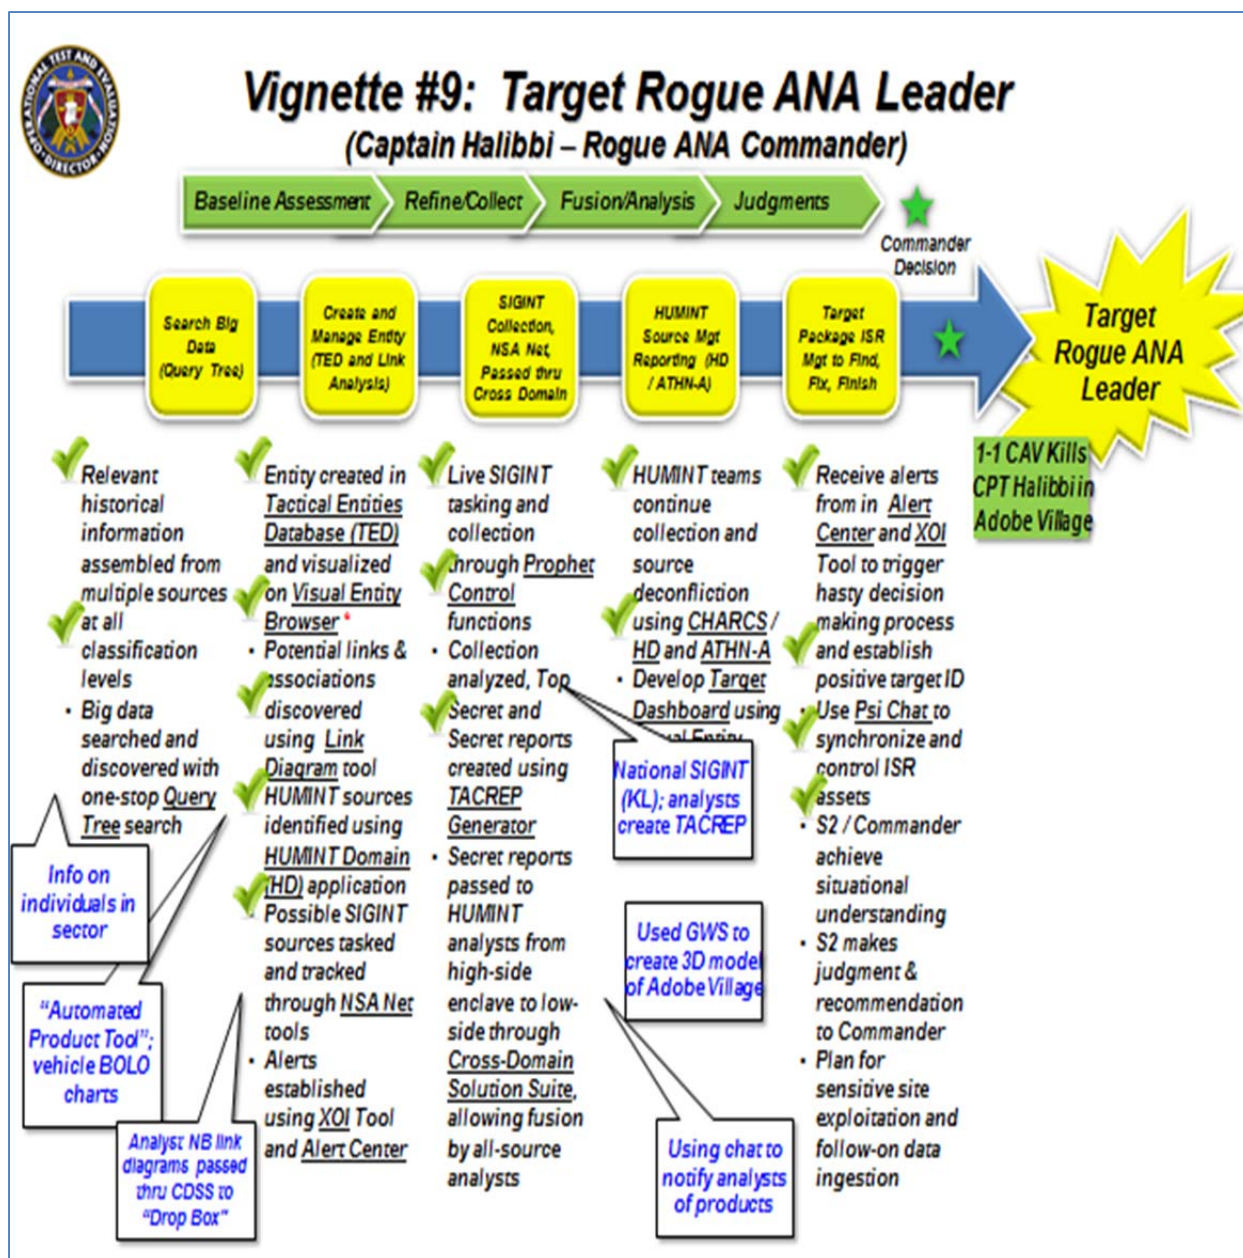 OPERATIONAL TEST AND EVALUATION
DIRECTOR
Vignette #9: Target Rogue ANA Leader
(Captain Halibbi – Rogue ANA Commander)
Baseline Assessment
Refine/Collect
Fusion/Analysis
Judgments
Commander
Decision
Search Big
Data
(Query Tree)
Create and
Manage Entity
(TED and Link
Analysis)
SIGINT
Collection,
NSA Net,
Passed thru
Cross Domain
HUMINT
Source Mgt
Reporting (HD
/ ATHN-A)
Target
Package ISR
Mgt to Find,
Fix, Finish
Target
Rogue ANA
Leader
1-1 CAV Kills
CPT Halibbi in
Adobe Village
Relevant
historical
information
assembled from
multiple sources
at all
classification
levels
• Big data
searched and
discovered with
one-stop Query
Tree search
Info on
individuals in
sector
"Automated
Product Tool";
vehicle BOLO
charts
Entity created in
Tactical Entities
Database (TED)
and visualized
on Visual Entity
Browser *
• Potential links &
associations
discovered
using Link
Diagram tool
HUMINT sources
identified using
HUMINT Domain
(HD) application
Possible SIGINT
sources tasked
and tracked
through NSA Net
tools
• Alerts
established
using XOI Tool
and Alert Center
Analyst NB link
diagrams passed
thru CDSS to
"Drop Box"
Live SIGINT
tasking and
collection
through Prophet
Control
functions
• Collection
analyzed, Top
Secret and
Secret reports
created using
TACREP
Generator
• Secret reports
passed to
HUMINT
analysts from
high-side
enclave to low-
side through
Cross-Domain
Solution Suite,
allowing fusion
by all-source
analysts
HUMINT teams
continue
collection and
source
deconfliction
using CHARCS /
HD and ATHN-A
• Develop Target
Dashboard using
Entity
National SIGINT
(KL); analysts
create TACREP
Used GWS to
create 3D model
of Adobe Village
Using chat to
notify analysts
of products
Receive alerts
from in Alert
Center and XOI
Tool to trigger
hasty decision
making process
and establish
positive target ID
Use Psi Chat to
synchronize and
control ISR
assets
• S2 / Commander
achieve
situational
understanding
• S2 makes
judgment &
recommendation
to Commander
• Plan for
sensitive site
exploitation and
follow-on data
ingestion